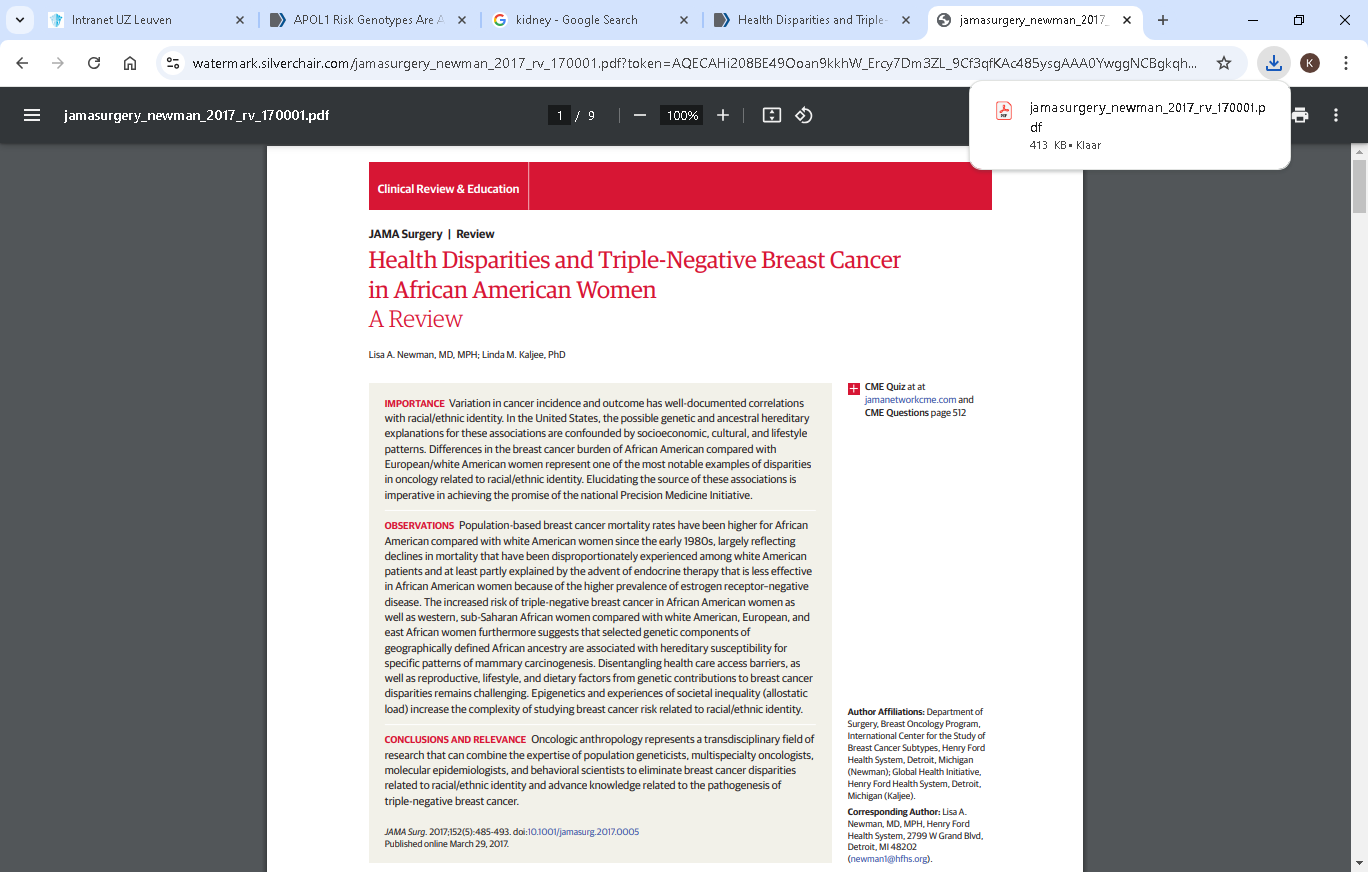 Intranet UZ Leuven
APOL1 Risk Genotypes Are A
kidney - Google Search
Health Disparities and Triple-
jamasurgery_newman_2017_
watermark.silverchair.com/jamasurgery_newman_2017_rv_170001.pdf?token=AQECAHi208BE49Ooan9kkhW_Ercy7Dm3ZL_9Cf3qfKAc485ysgAAA0YwggNCBgkqh...
K
jamasurgery_newman_2017_rv_170001.pdf
1 / 9
100%
jamasurgery_newman_2017_rv_170001.p
df
413 KB • Klaar
Clinical Review & Education
JAMA Surgery | Review
Health Disparities and Triple-Negative Breast Cancer
in African American Women
A Review
Lisa A. Newman, MD, MPH; Linda M. Kaljee, PhD
IMPORTANCE Variation in cancer incidence and outcome has well-documented correlations
with racial/ethnic identity. In the United States, the possible genetic and ancestral hereditary
explanations for these associations are confounded by socioeconomic, cultural, and lifestyle
patterns. Differences in the breast cancer burden of African American compared with
European/white American women represent one of the most notable examples of disparities
in oncology related to racial/ethnic identity. Elucidating the source of these associations is
imperative in achieving the promise of the national Precision Medicine Initiative.
OBSERVATIONS Population-based breast cancer mortality rates have been higher for African
American compared with white American women since the early 1980s, largely reflecting
declines in mortality that have been disproportionately experienced among white American
patients and at least partly explained by the advent of endocrine therapy that is less effective
in African American women because of the higher prevalence of estrogen receptor–negative
disease. The increased risk of triple-negative breast cancer in African American women as
well as western, sub-Saharan African women compared with white American, European, and
east African women furthermore suggests that selected genetic components of
geographically defined African ancestry are associated with hereditary susceptibility for
specific patterns of mammary carcinogenesis. Disentangling health care access barriers, as
well as reproductive, lifestyle, and dietary factors from genetic contributions to breast cancer
disparities remains challenging. Epigenetics and experiences of societal inequality (allostatic
load) increase the complexity of studying breast cancer risk related to racial/ethnic identity.
CONCLUSIONS AND RELEVANCE Oncologic anthropology represents a transdisciplinary field of
research that can combine the expertise of population geneticists, multispecialty oncologists,
molecular epidemiologists, and behavioral scientists to eliminate breast cancer disparities
related to racial/ethnic identity and advance knowledge related to the pathogenesis of
triple-negative breast cancer.
JAMA Surg. 2017;152(5):485-493. doi:10.1001/jamasurg.2017.0005
Published online March 29, 2017.
CME Quiz at at
jamanetworkcme.com and
CME Questions page 512
Author Affiliations: Department of
Surgery, Breast Oncology Program,
International Center for the Study of
Breast Cancer Subtypes, Henry Ford
Health System, Detroit, Michigan
(Newman); Global Health Initiative,
Henry Ford Health System, Detroit,
Michigan (Kaljee).
Corresponding Author: Lisa A.
Newman, MD, MPH, Henry Ford
Health System, 2799 W Grand Blvd,
Detroit, MI 48202
(newman1@hfhs.org).